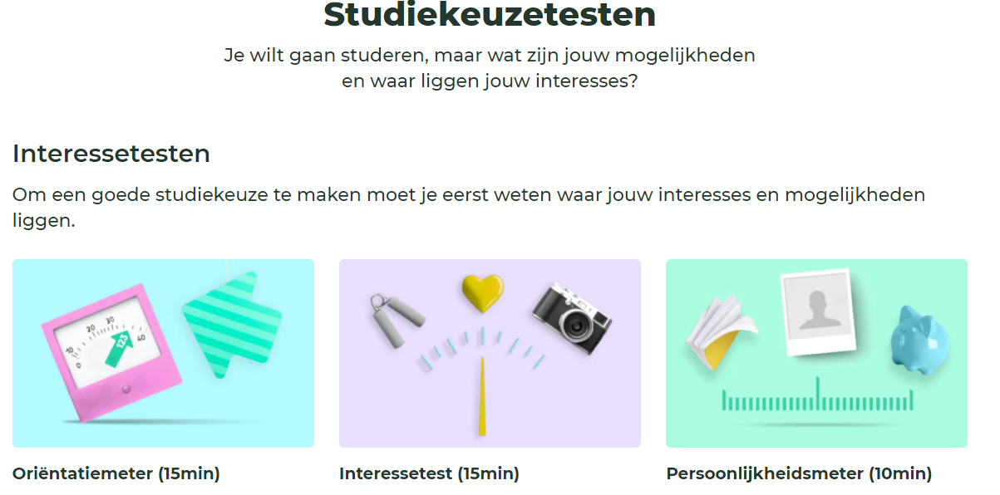 Studiekeuzetesten
Je wilt gaan studeren, maar wat zijn jouw mogelijkheden
en waar liggen jouw interesses?
Interessetesten
Om een goede studiekeuze te maken moet je eerst weten waar jouw interesses en mogelijkheden
liggen.
0 10 20 30 40
123
Oriëntatiemeter (15min)
Interessetest (15min)
Persoonlijkheidsmeter (10min)